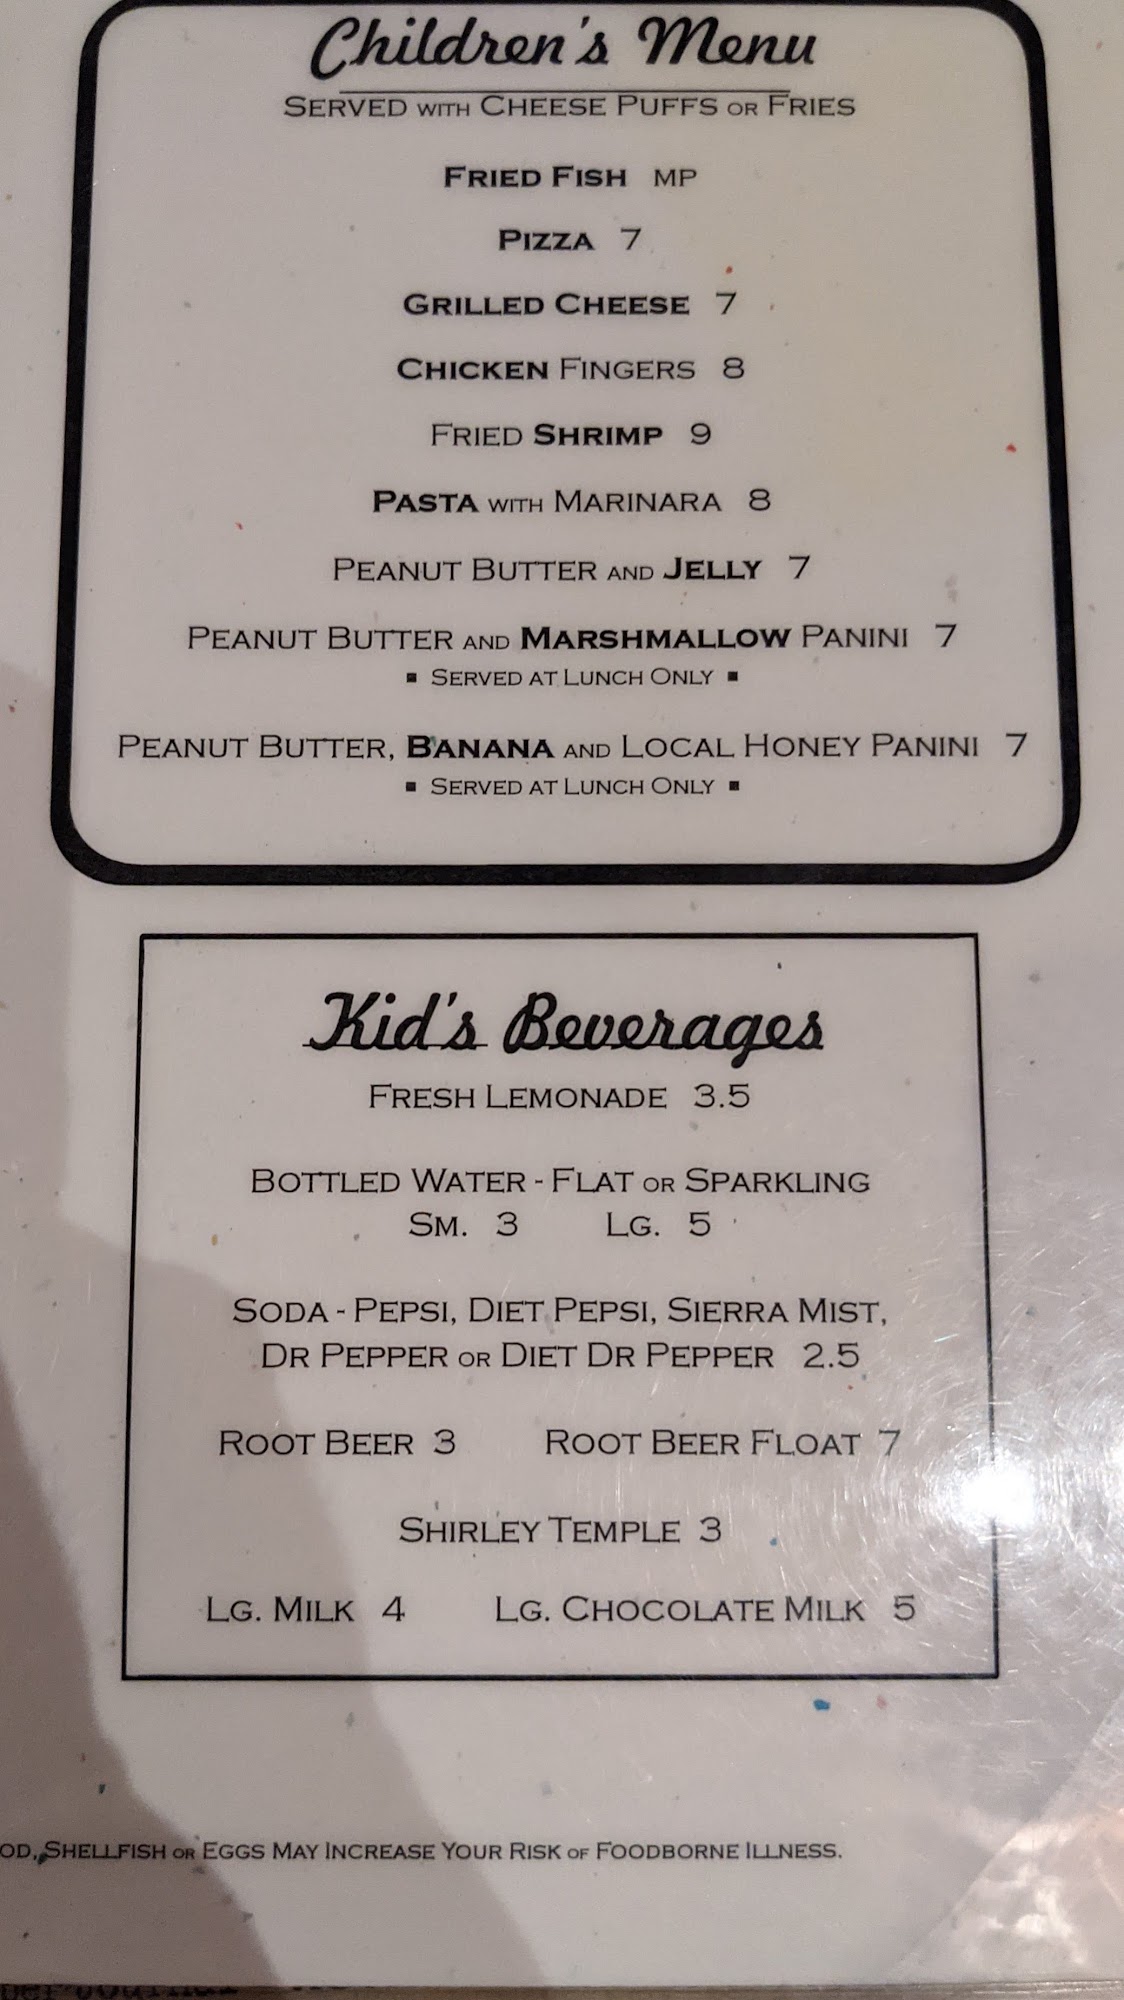 Children's Menu
SERVED WITH CHEESE PUFFS OR FRIES
FRIED FISH MP
PIZZA 7
GRILLED CHEESE 7
CHICKEN FINGERS 8
FRIED SHRIMP 9
PASTA WITH MARINARA 8
PEANUT BUTTER AND JELLY 7
PEANUT BUTTER AND MARSHMALLOW PANINI 7
▪ SERVED AT LUNCH ONLY ▪
PEANUT BUTTER, BANANA AND LOCAL HONEY PANINI 7
▪ SERVED AT LUNCH ONLY ▪
Kid's Beverages
FRESH LEMONADE 3.5
BOTTLED WATER - FLAT OR SPARKLING
SM. 3 LG. 5
SODA - PEPSI, DIET PEPSI, SIERRA MIST,
DR PEPPER OR DIET DR PEPPER 2.5
ROOT BEER 3 ROOT BEER FLOAT 7
SHIRLEY TEMPLE 3
LG. MILK 4 LG. CHOCOLATE MILK 5
OD, SHELLFISH OR EGGS MAY INCREASE YOUR RISK OF FOODBORNE ILLNESS.